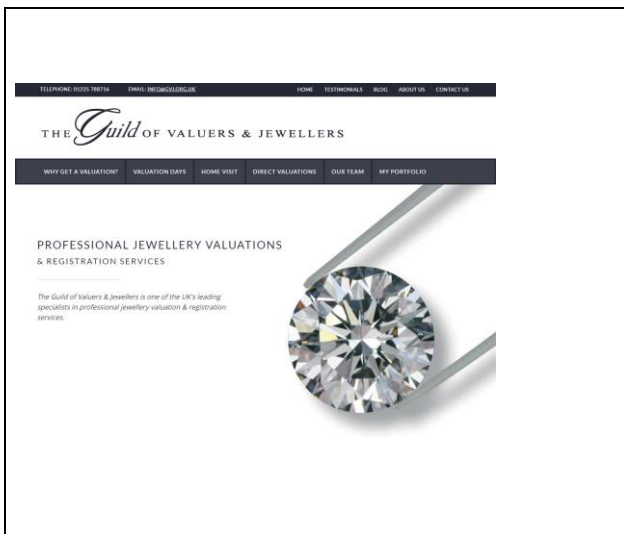 TELEPHONE: 01225 788716 EMAIL: INFO@GVJ.ORG.UK HOME TESTIMONIALS BLOG ABOUT US CONTACT US
THE Guild OF VALUERS & JEWELLERS
WHY GET A VALUATION? VALUATION DAYS HOME VISIT DIRECT VALUATIONS OUR TEAM MY PORTFOLIO
PROFESSIONAL JEWELLERY VALUATIONS
& REGISTRATION SERVICES
The Guild of Valuers & Jewellers is one of the UK's leading
specialists in professional jewellery valuation & registration
services.